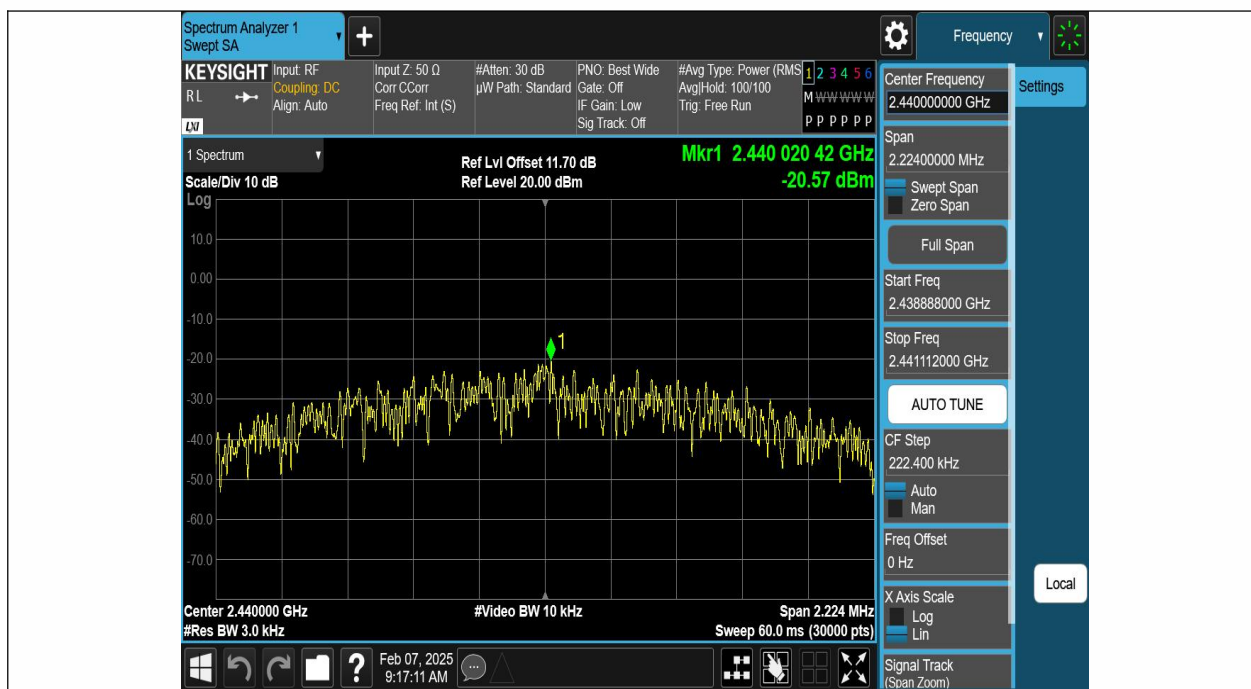 Spectrum Analyzer 1
Swept SA
+
Frequency
KEYSIGHT
RL
LXI
Input: RF
Coupling: DC
Align: Auto
Input Z: 50 Ω
Corr CCorr
Freq Ref: Int (S)
#Atten: 30 dB
µW Path: Standard
PNO: Best Wide
Gate: Off
IF Gain: Low
Sig Track: Off
#Avg Type: Power (RMS
Avg|Hold: 100/100
Trig: Free Run
1 2 3 4 5 6
M W W W W W
P P P P P P
1 Spectrum
Scale/Div 10 dB
Ref Lvl Offset 11.70 dB
Ref Level 20.00 dBm
Mkr1 2.440 020 42 GHz
-20.57 dBm
Log
10.0
0.00
-10.0
-20.0
-30.0
-40.0
-50.0
-60.0
-70.0
1
Center 2.440000 GHz
#Res BW 3.0 kHz
#Video BW 10 kHz
Span 2.224 MHz
Sweep 60.0 ms (30000 pts)
Center Frequency
2.440000000 GHz
Settings
Span
2.22400000 MHz
Swept Span
Zero Span
Full Span
Start Freq
2.438888000 GHz
Stop Freq
2.441112000 GHz
AUTO TUNE
CF Step
222.400 kHz
Auto
Man
Freq Offset
0 Hz
X Axis Scale
Log
Lin
Local
Signal Track
(Span Zoom)
?
Feb 07, 2025
9:17:11 AM